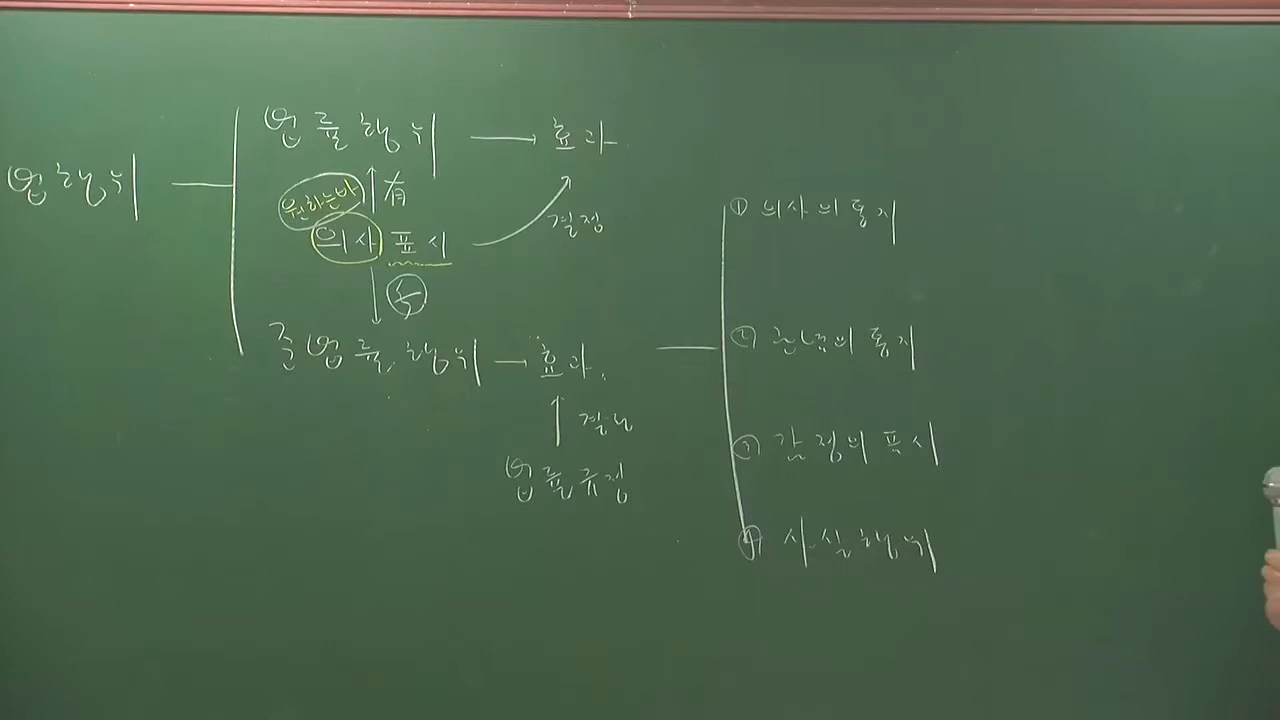 법행위
법률행위 → 효과
원하는바
有
의사표시
결정
준법률행위 → 효과
결정
법률규정
① 의사의 통지
② 관념의 통지
③ 감정의 표시
④ 사실행위